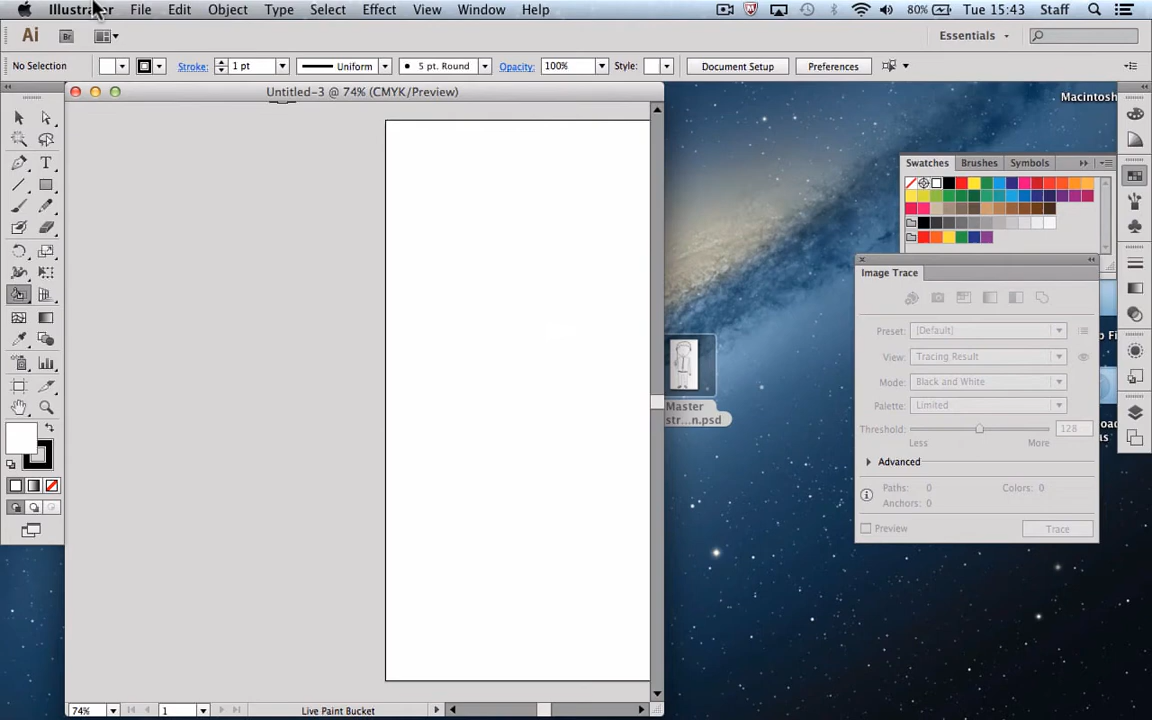 Illustrator File Edit Object Type Select Effect View Window Help 80% Tue 15:43 Staff
Ai Br Essentials
No Selection Stroke: 1 pt Uniform 5 pt. Round Opacity: 100% Style: Document Setup Preferences
Untitled-3 @ 74% (CMYK/Preview)
Macintosh
Swatches Brushes Symbols
Image Trace
Preset: [Default]
View: Tracing Result
Mode: Black and White
Palette: Limited
Threshold: 128
Less More
Advanced
Paths: 0 Colors: 0
Anchors: 0
Preview Trace
Master
str...n.psd
74% 1 Live Paint Bucket